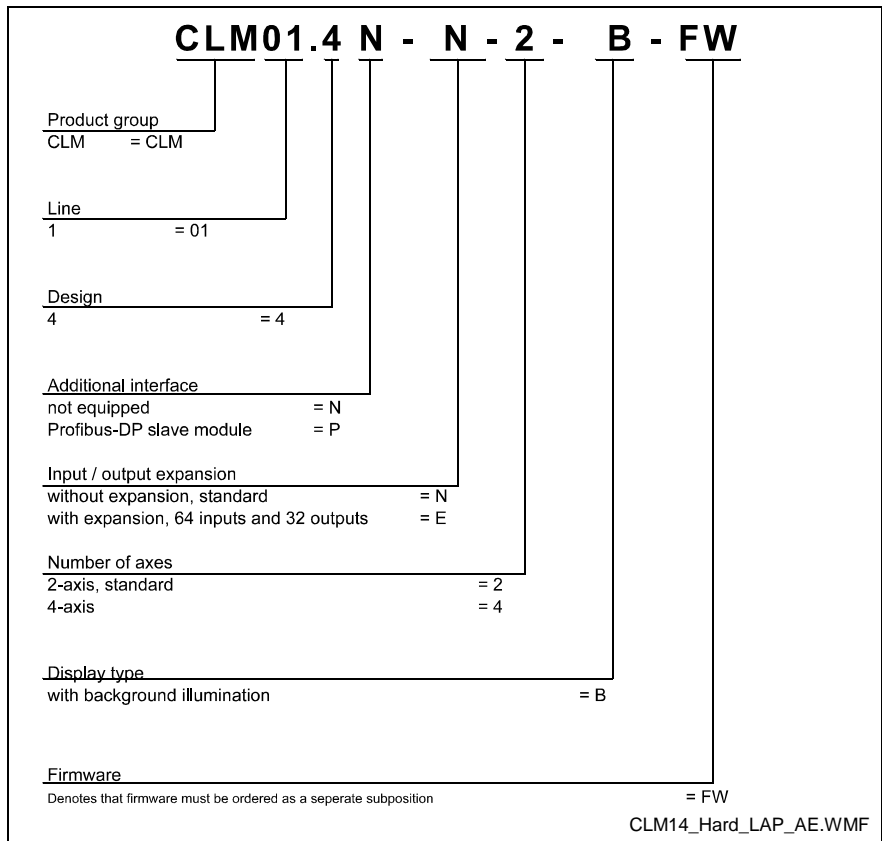 CLM01.4 N - N - 2 - B - FW
Product group
CLM = CLM
Line
1 = 01
Design
4 = 4
Additional interface
not equipped = N
Profibus-DP slave module = P
Input / output expansion
without expansion, standard = N
with expansion, 64 inputs and 32 outputs = E
Number of axes
2-axis, standard = 2
4-axis = 4
Display type
with background illumination = B
Firmware
Denotes that firmware must be ordered as a seperate subposition = FW
CLM14_Hard_LAP_AE.WMF